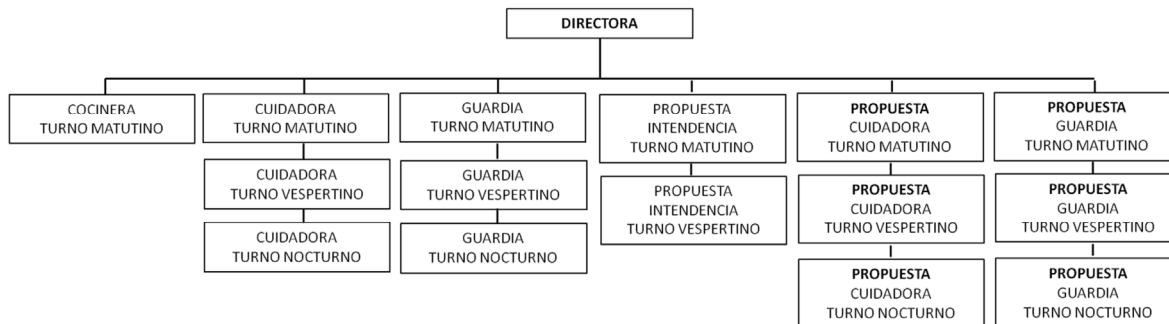 DIRECTORA
COCINERA
TURNO MATUTINO
CUIDADORA
TURNO MATUTINO
CUIDADORA
TURNO VESPERTINO
CUIDADORA
TURNO NOCTURNO
GUARDIA
TURNO MATUTINO
GUARDIA
TURNO VESPERTINO
GUARDIA
TURNO NOCTURNO
PROPUESTA
INTENDENCIA
TURNO MATUTINO
PROPUESTA
INTENDENCIA
TURNO VESPERTINO
PROPUESTA
CUIDADORA
TURNO MATUTINO
PROPUESTA
CUIDADORA
TURNO VESPERTINO
PROPUESTA
CUIDADORA
TURNO NOCTURNO
PROPUESTA
GUARDIA
TURNO MATUTINO
PROPUESTA
GUARDIA
TURNO VESPERTINO
PROPUESTA
GUARDIA
TURNO NOCTURNO